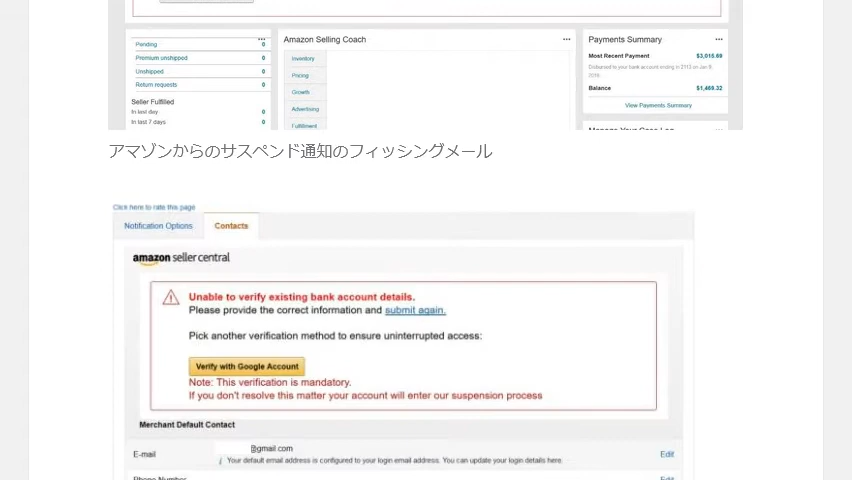 Pending 0
Premium unshipped 0
Unshipped 0
Return requests 0
Seller Fulfilled
In last day 0
In last 7 days 0
Amazon Selling Coach
Inventory
Pricing
Growth
Advertising
Fulfillment
Payments Summary
Most Recent Payment $3,015.69
Balance $1,469.32
View Payments Summary
アマゾンからのサスペンド通知のフィッシングメール
Click here to rate this page
Notification Options
Contacts
amazon seller central
Unable to verify existing bank account details.
Please provide the correct information and submit again.
Pick another verification method to ensure uninterrupted access:
Verify with Google Account
Note: This verification is mandatory.
If you don't resolve this matter your account will enter our suspension process
Merchant Default Contact
@gmail.com
E-mail Edit
Your default email address is configured to your login email address. You can update your login details here.
Phone Number Edit